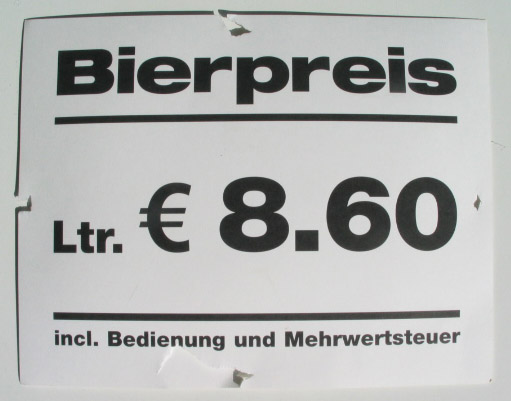 Bierpreis
Ltr. € 8.60
incl. Bedienung und Mehrwertsteuer